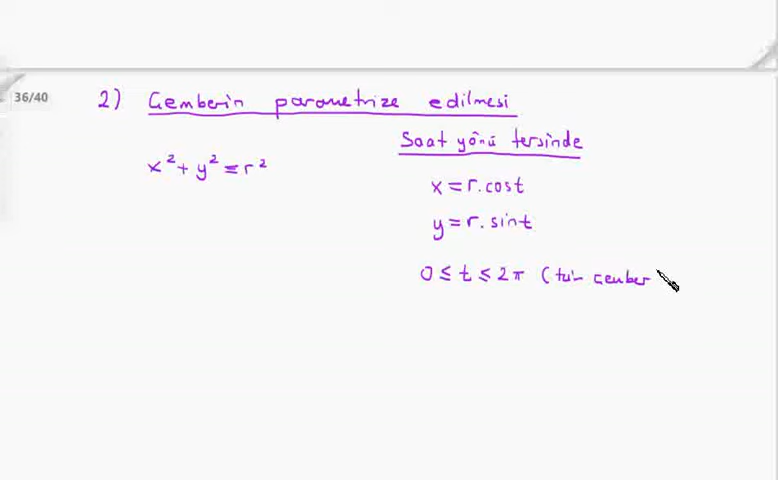 36/40
2) Çemberin parametrize edilmesi
Saat yönü tersinde
x² + y² = r²
x = r.cost
y = r.sint
0 ≤ t ≤ 2π (tüm çember